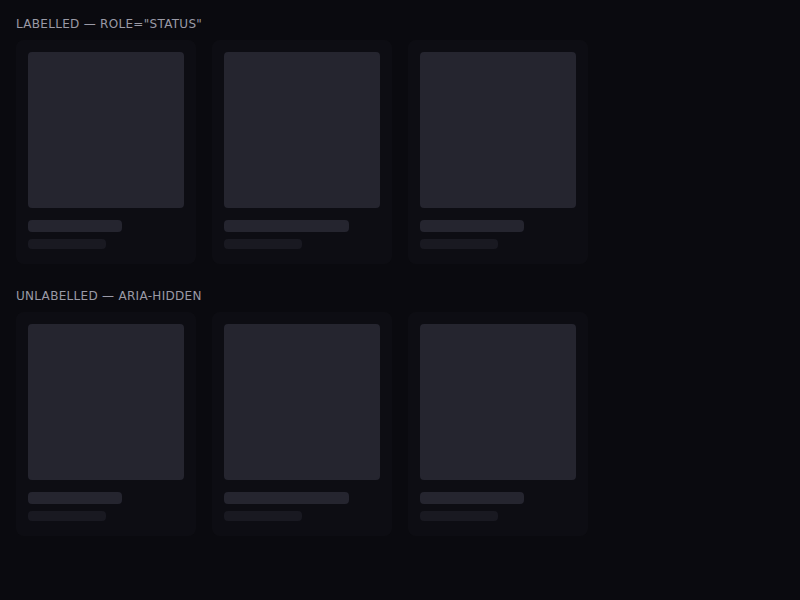 LABELLED — ROLE="STATUS"
UNLABELLED — ARIA-HIDDEN